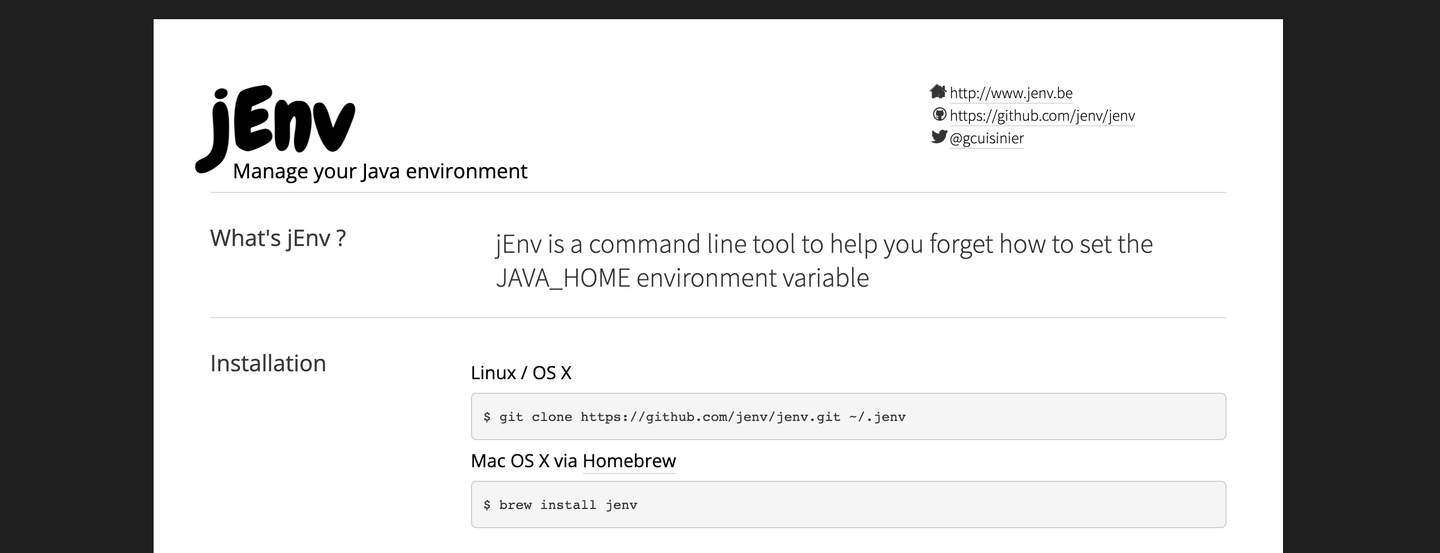 jEnv
Manage your Java environment
http://www.jenv.be
https://github.com/jenv/jenv
@gcuisinier
What's jEnv ?
jEnv is a command line tool to help you forget how to set the
JAVA_HOME environment variable
Installation
Linux / OS X
$ git clone https://github.com/jenv/jenv.git ~/.jenv
Mac OS X via Homebrew
$ brew install jenv